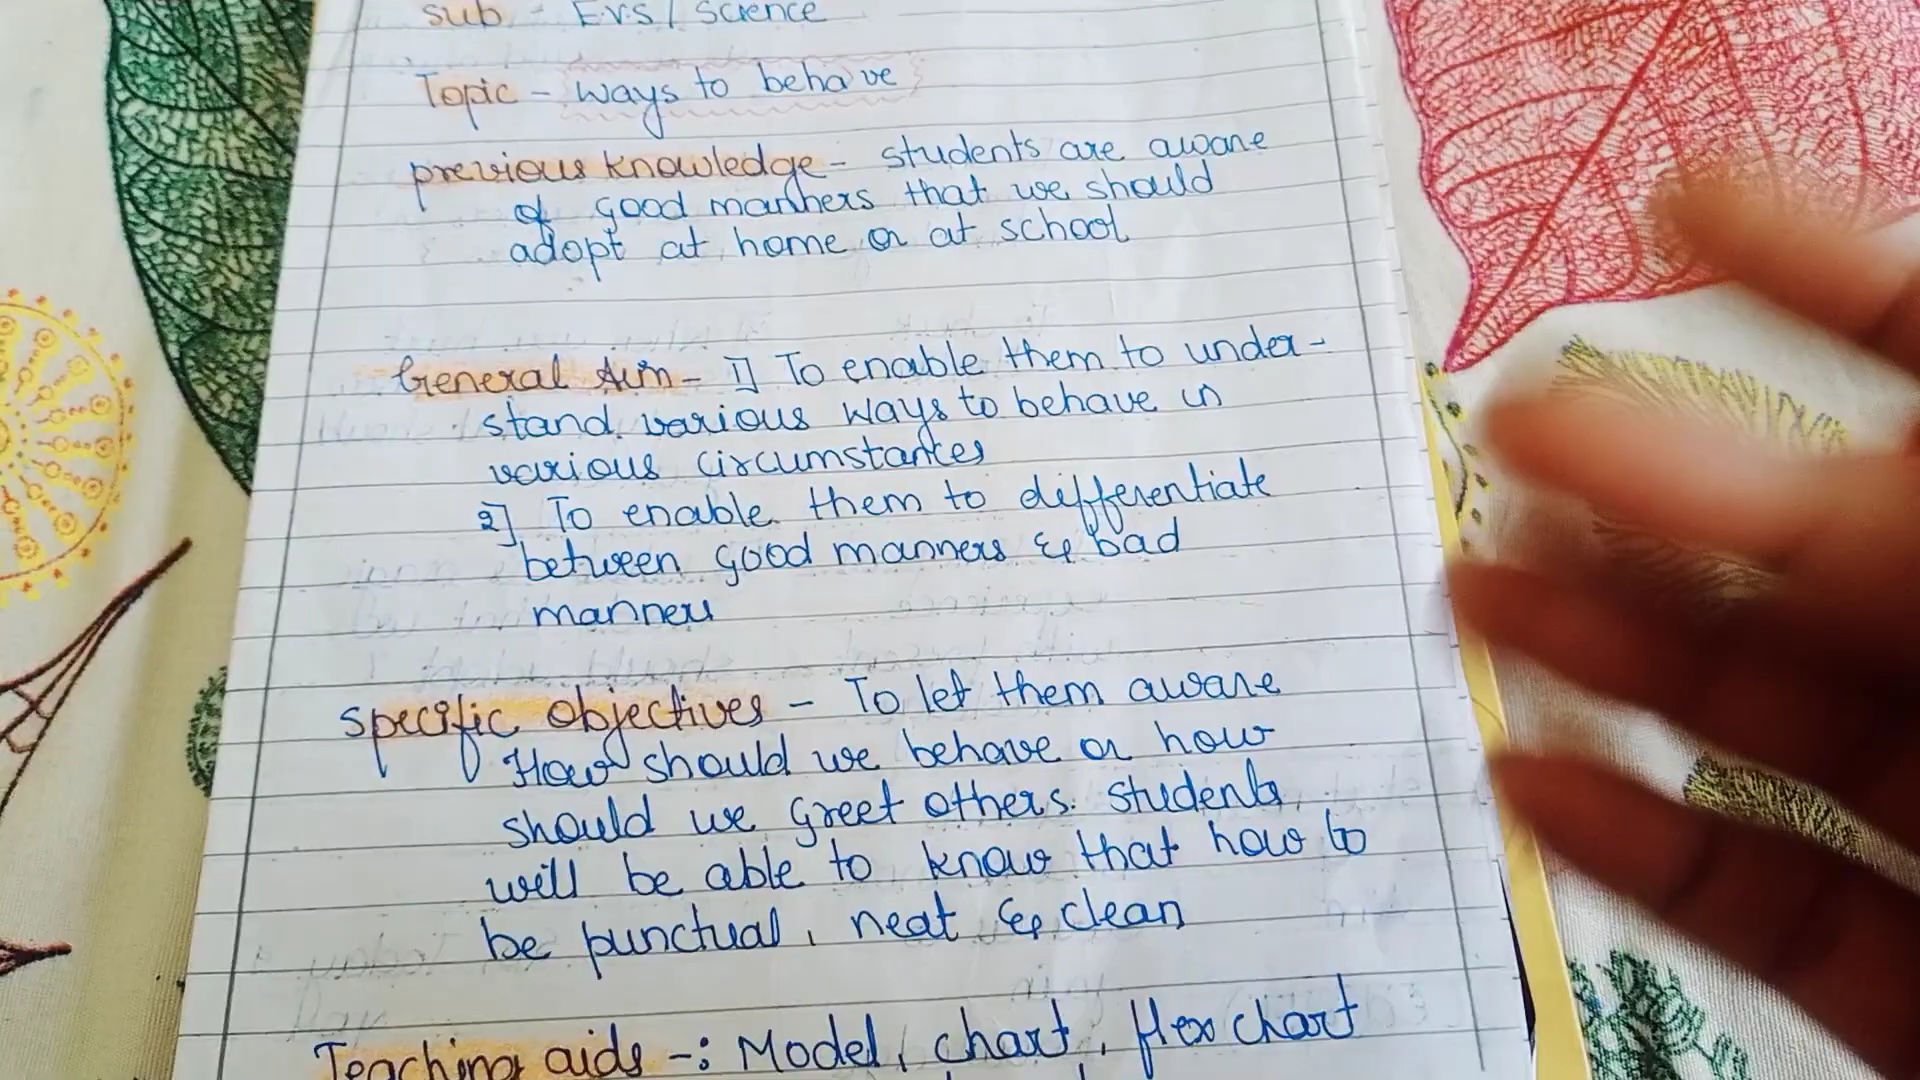 Sub - E.V.S / Science
Topic - ways to behave
previous knowledge - students are aware
of good manners that we should
adopt at home or at school
General Aim - 1] To enable them to under-
stand various ways to behave in
various circumstances
2] To enable them to differentiate
between good manners & bad
manners
Specific objectives - To let them aware
How should we behave or how
should we greet others. Students
will be able to know that how to
be punctual, neat & clean
Teaching aids -: Model, chart, flex chart